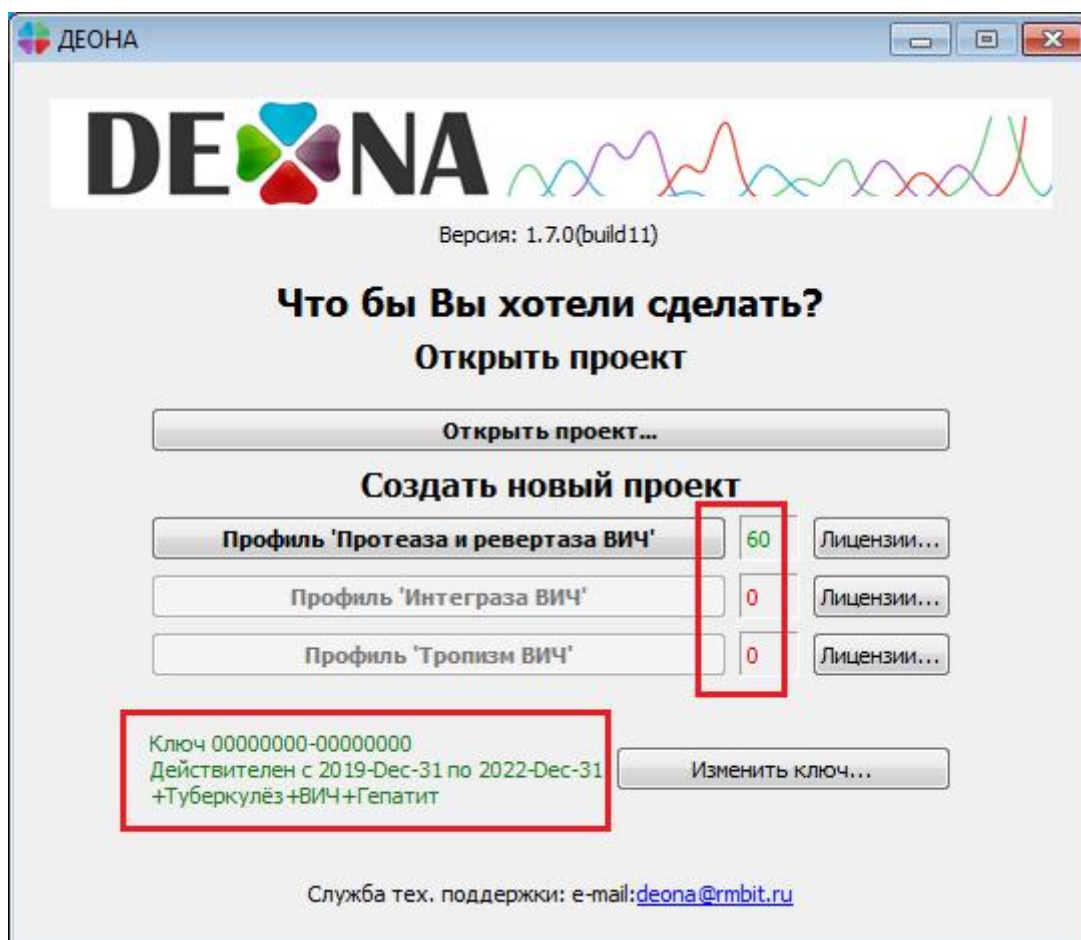 ДЕОНА
DEONA
Версия: 1.7.0(build11)
Что бы Вы хотели сделать?
Открыть проект
Открыть проект...
Создать новый проект
Профиль 'Протеаза и ревертаза ВИЧ' 60 Лицензии...
Профиль 'Интеграза ВИЧ' 0 Лицензии...
Профиль 'Тропизм ВИЧ' 0 Лицензии...
Ключ 00000000-00000000
Действителен с 2019-Dec-31 по 2022-Dec-31
+Туберкулёз+ВИЧ+Гепатит
Изменить ключ...
Служба тех. поддержки: e-mail:deona@rmbit.ru